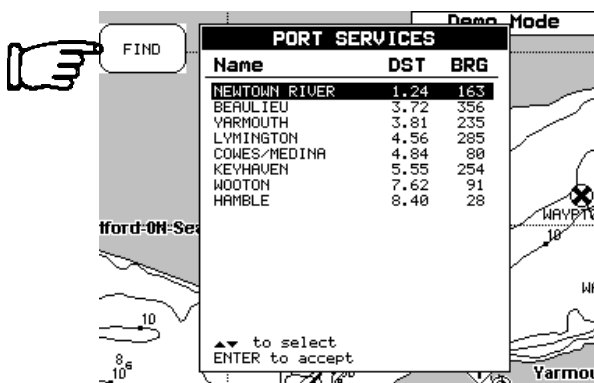 Demo Mode
FIND
PORT SERVICES
Name DST BRG
NEWTOWN RIVER 1.24 163
BEAULIEU 3.72 356
YARMOUTH 3.81 235
LYMINGTON 4.56 285
COWES/MEDINA 4.84 80
KEYHAVEN 5.55 254
WOOTON 7.62 91
HAMBLE 8.40 28
to select
ENTER to accept
tford-ON-Sea
WAYPT
10
10
8 6
10
Yarmou